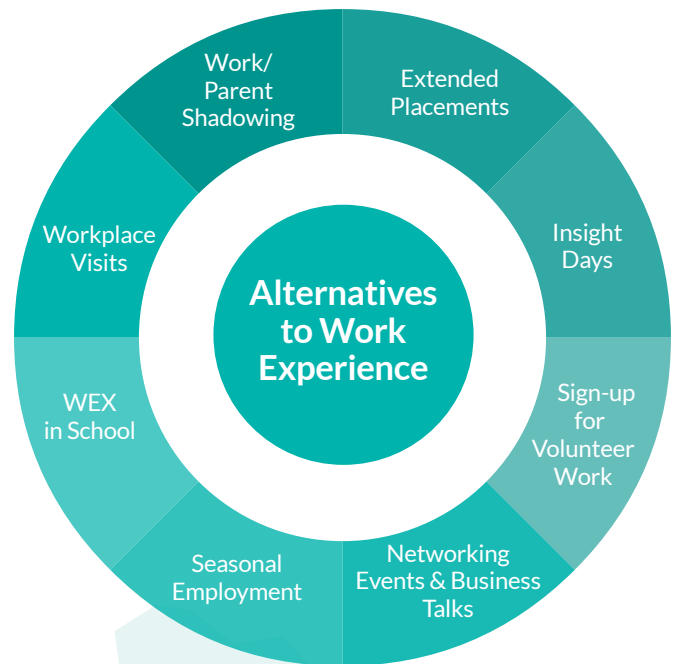 Work/
Parent
Shadowing
Extended
Placements
Insight
Days
Sign-up
for
Volunteer
Work
Networking
Events & Business
Talks
Seasonal
Employment
WEX
in School
Workplace
Visits
Alternatives
to Work
Experience